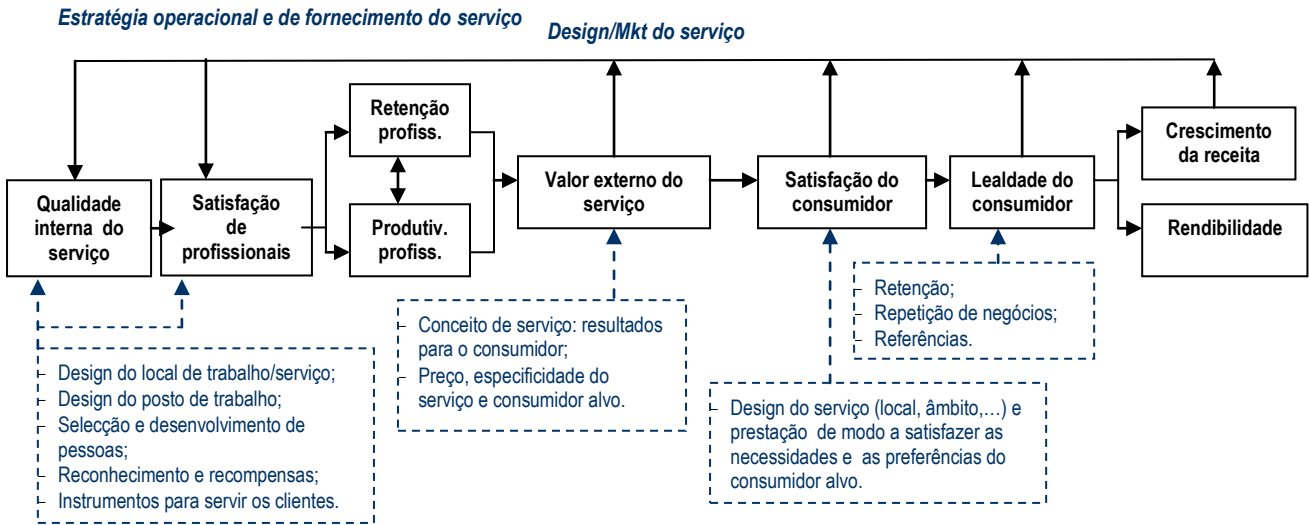 Estratégia operacional e de fornecimento do serviço
Design/Mkt do serviço
Qualidade
interna do
serviço
Satisfação
de
profissionais
Retenção
profiss.
Produtiv.
profiss.
Valor externo do
serviço
Satisfação do
consumidor
Lealdade do
consumidor
Crescimento
da receita
Rendibilidade
- Design do local de trabalho/serviço;
- Design do posto de trabalho;
- Selecção e desenvolvimento de
pessoas;
- Reconhecimento e recompensas;
- Instrumentos para servir os clientes.
- Conceito de serviço: resultados
para o consumidor;
- Preço, especificidade do
serviço e consumidor alvo.
- Design do serviço (local, âmbito,…) e
prestação de modo a satisfazer as
necessidades e as preferências do
consumidor alvo.
- Retenção;
- Repetição de negócios;
- Referências.